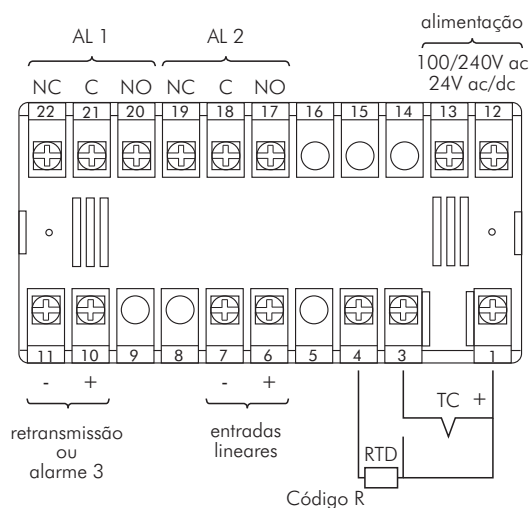 alimentação
AL 1 AL 2
100/240V ac
24V ac/dc
NC C NO NC C NO
22 21 20 19 18 17 16 15 14 13 12
11 10 9 8 7 6 5 4 3 1
- + - + TC +
retransmissão
ou
alarme 3
entradas
lineares
RTD
Código R